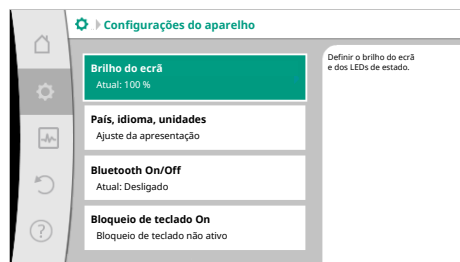 Configurações do aparelho
Brilho do ecrã
Atual: 100 %
Definir o brilho do ecrã
e dos LEDs de estado.
País, idioma, unidades
Ajuste da apresentação
Bluetooth On/Off
Atual: Desligado
Bloqueio de teclado On
Bloqueio de teclado não ativo
?